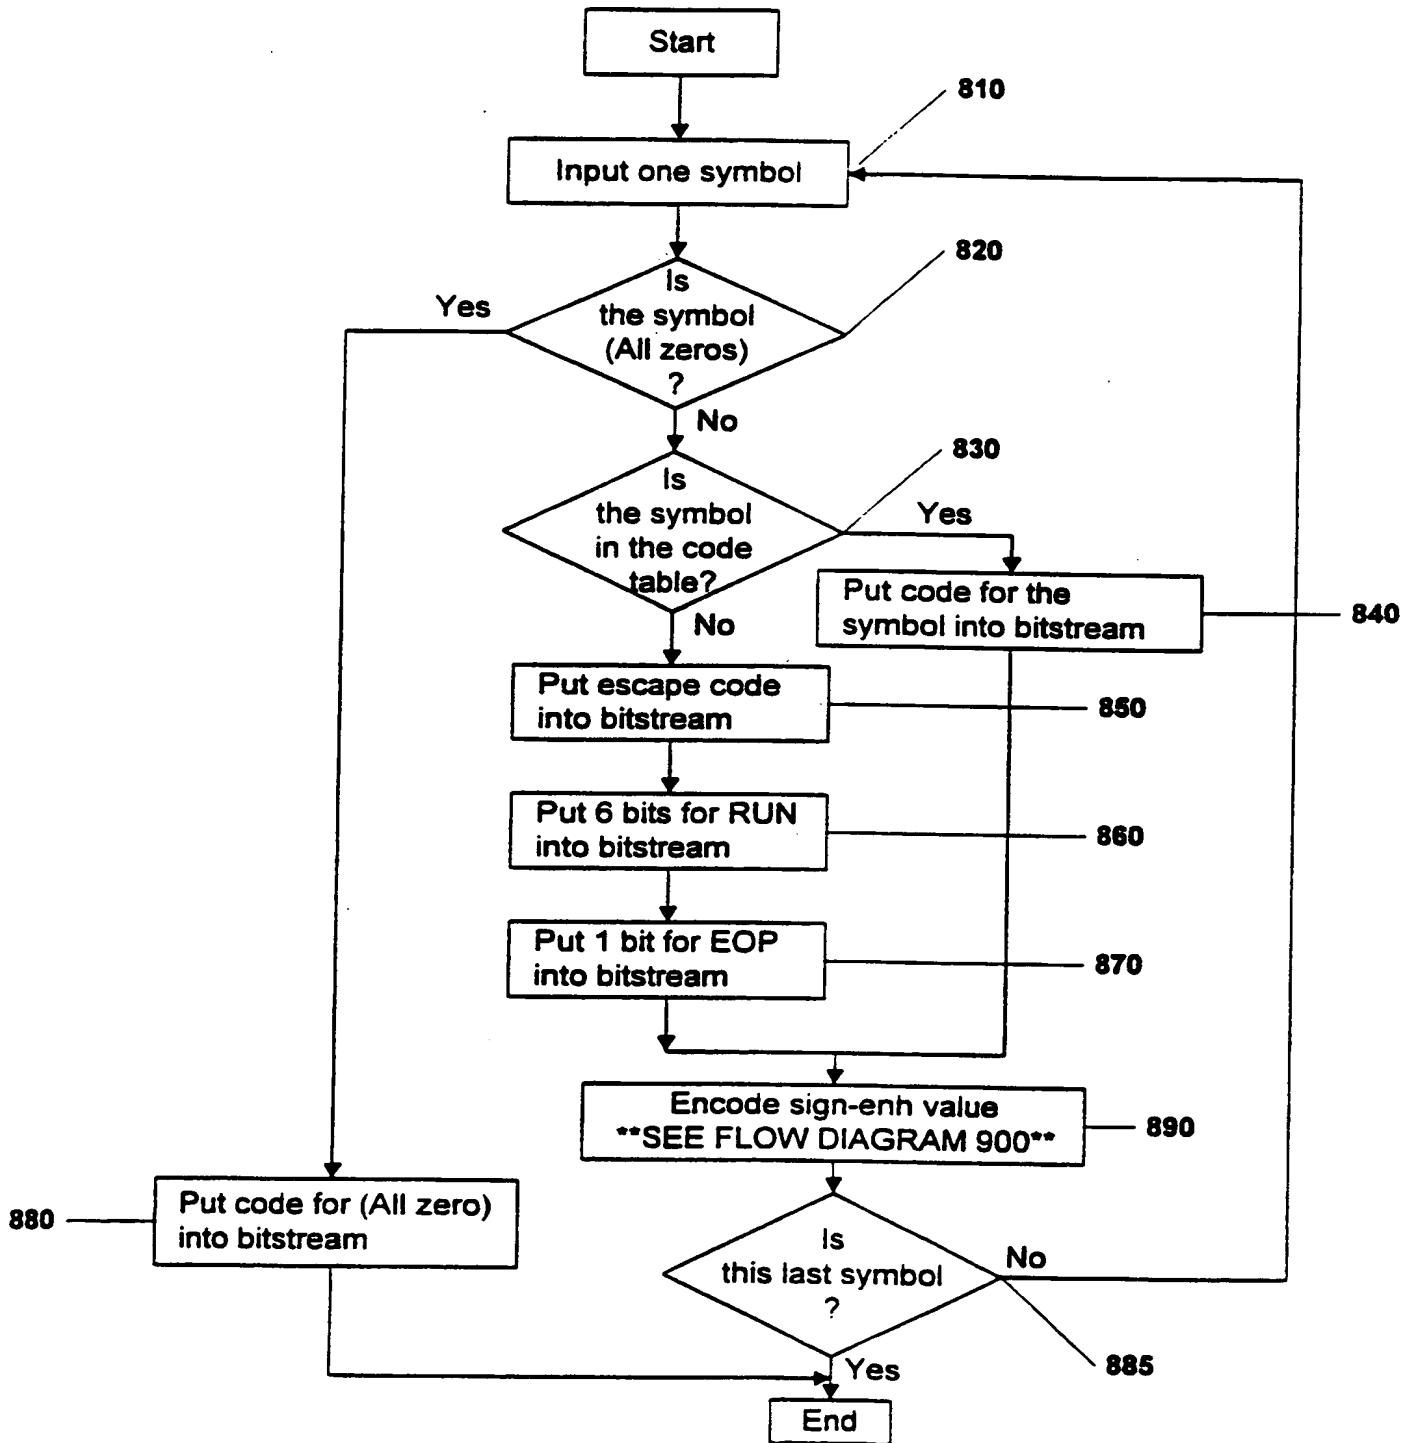 Start
810
Input one symbol
820
Yes
Is
the symbol
(All zeros)
?
No
830
Is
the symbol
in the code
table?
Yes
No
Put code for the
symbol into bitstream
840
Put escape code
into bitstream
850
Put 6 bits for RUN
into bitstream
860
Put 1 bit for EOP
into bitstream
870
Encode sign-enh value
**SEE FLOW DIAGRAM 900**
890
880
Put code for (All zero)
into bitstream
Is
this last symbol
?
No
885
Yes
End